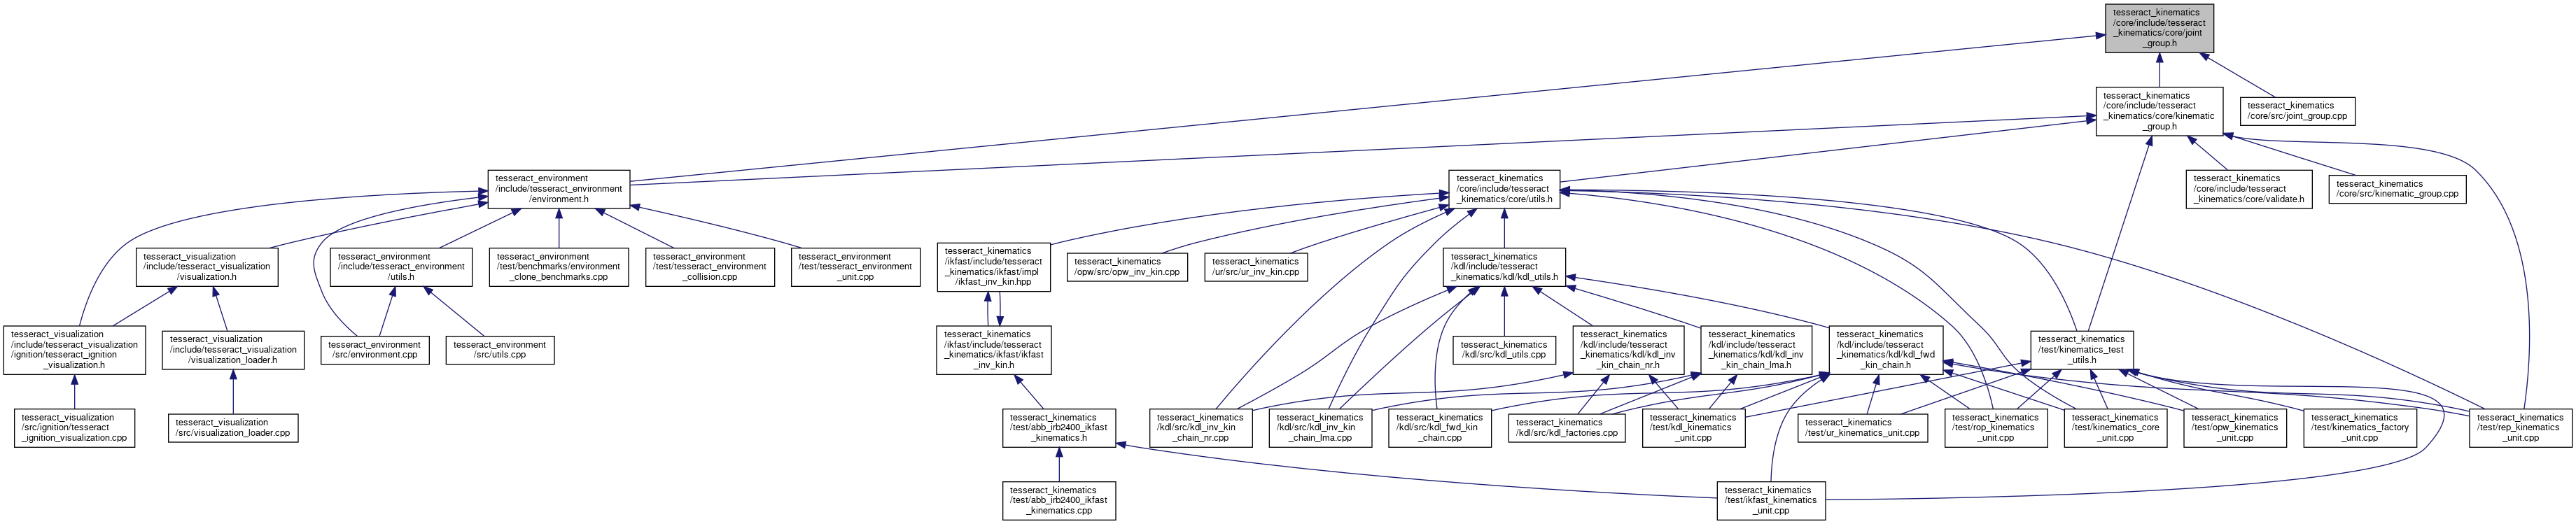 tesseract_kinematics
/core/include/tesseract
_kinematics/core/joint
_group.h
tesseract_kinematics
/core/include/tesseract
_kinematics/core/kinematic
_group.h
tesseract_kinematics
/core/src/joint_group.cpp
tesseract_environment
/include/tesseract_environment
/environment.h
tesseract_kinematics
/core/include/tesseract
_kinematics/core/utils.h
tesseract_kinematics
/core/include/tesseract
_kinematics/core/validate.h
tesseract_kinematics
/core/src/kinematic_group.cpp
tesseract_visualization
/include/tesseract_visualization
/visualization.h
tesseract_environment
/include/tesseract_environment
/utils.h
tesseract_environment
/test/benchmarks/environment
_clone_benchmarks.cpp
tesseract_environment
/test/tesseract_environment
_collision.cpp
tesseract_environment
/test/tesseract_environment
_unit.cpp
tesseract_kinematics
/ikfast/include/tesseract
_kinematics/ikfast/impl
/ikfast_inv_kin.hpp
tesseract_kinematics
/opw/src/opw_inv_kin.cpp
tesseract_kinematics
/ur/src/ur_inv_kin.cpp
tesseract_kinematics
/kdl/include/tesseract
_kinematics/kdl/kdl_utils.h
tesseract_visualization
/include/tesseract_visualization
/ignition/tesseract_ignition
_visualization.h
tesseract_visualization
/include/tesseract_visualization
/visualization_loader.h
tesseract_environment
/src/environment.cpp
tesseract_environment
/src/utils.cpp
tesseract_kinematics
/ikfast/include/tesseract
_kinematics/ikfast/ikfast
_inv_kin.h
tesseract_kinematics
/kdl/src/kdl_utils.cpp
tesseract_kinematics
/kdl/include/tesseract
_kinematics/kdl/kdl_inv
_kin_chain_nr.h
tesseract_kinematics
/kdl/include/tesseract
_kinematics/kdl/kdl_inv
_kin_chain_lma.h
tesseract_kinematics
/kdl/include/tesseract
_kinematics/kdl/kdl_fwd
_kin_chain.h
tesseract_kinematics
/test/kinematics_test
_utils.h
tesseract_visualization
/src/ignition/tesseract
_ignition_visualization.cpp
tesseract_visualization
/src/visualization_loader.cpp
tesseract_kinematics
/test/abb_irb2400_ikfast
_kinematics.h
tesseract_kinematics
/kdl/src/kdl_inv_kin
_chain_nr.cpp
tesseract_kinematics
/kdl/src/kdl_inv_kin
_chain_lma.cpp
tesseract_kinematics
/kdl/src/kdl_fwd_kin
_chain.cpp
tesseract_kinematics
/kdl/src/kdl_factories.cpp
tesseract_kinematics
/test/kdl_kinematics
_unit.cpp
tesseract_kinematics
/test/ur_kinematics_unit.cpp
tesseract_kinematics
/test/rop_kinematics
_unit.cpp
tesseract_kinematics
/test/kinematics_core
_unit.cpp
tesseract_kinematics
/test/opw_kinematics
_unit.cpp
tesseract_kinematics
/test/kinematics_factory
_unit.cpp
tesseract_kinematics
/test/rep_kinematics
_unit.cpp
tesseract_kinematics
/test/abb_irb2400_ikfast
_kinematics.cpp
tesseract_kinematics
/test/ikfast_kinematics
_unit.cpp